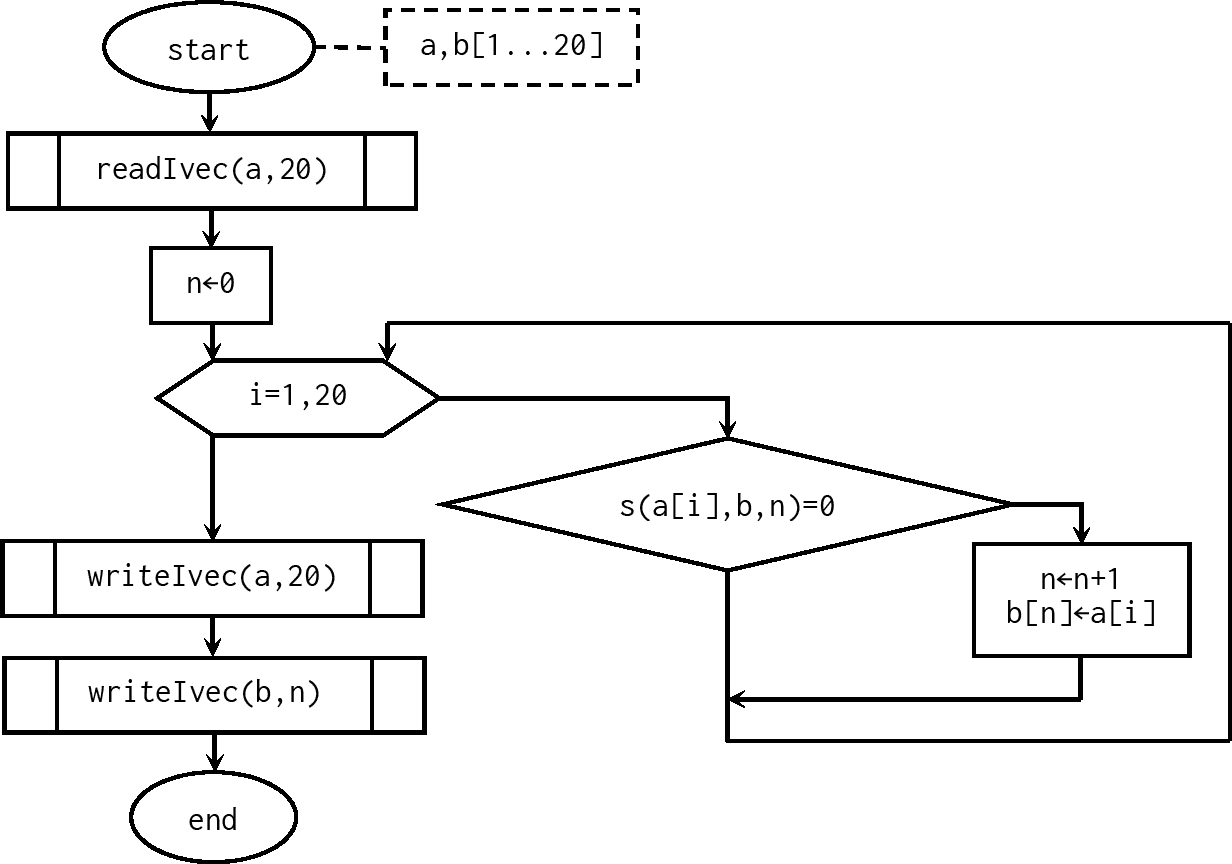 start
a,b[1...20]
readIvec(a,20)
n←0
i=1,20
s(a[i],b,n)=0
n←n+1
b[n]←a[i]
writeIvec(a,20)
writeIvec(b,n)
end